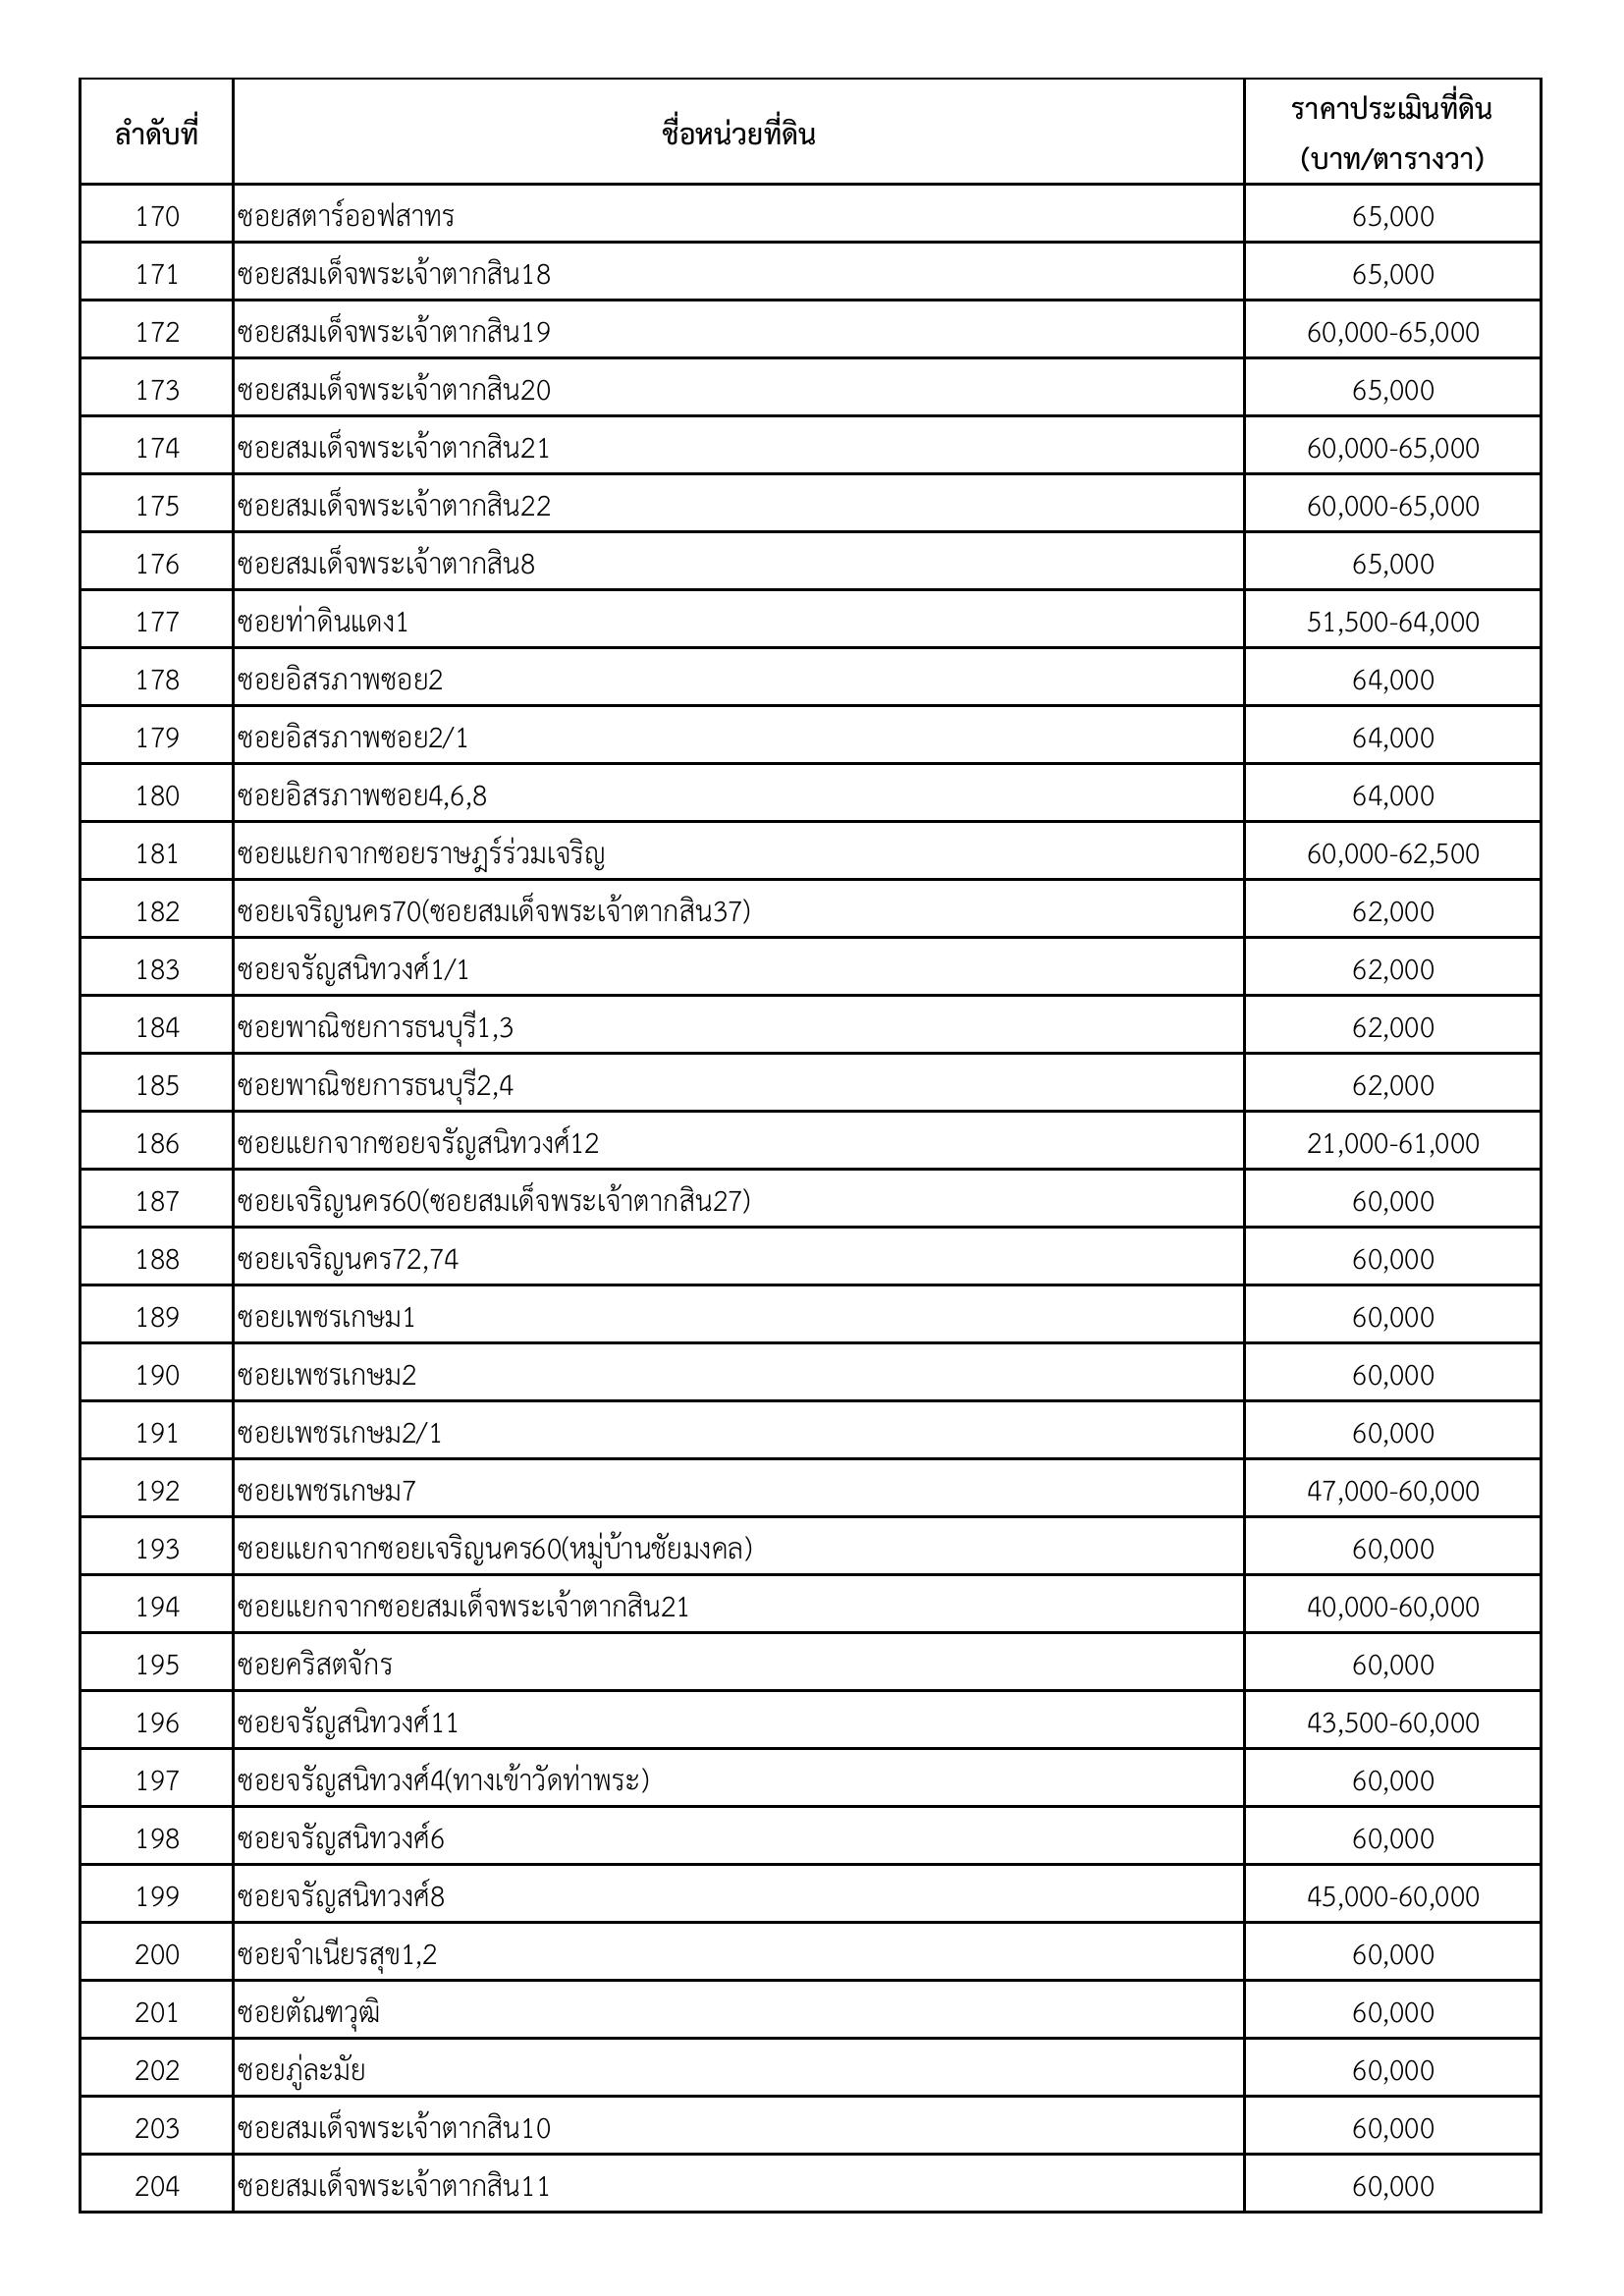 ลำดับที่ ชื่อหน่วยที่ดิน ราคาประเมินที่ดิน
(บาท/ตารางวา)
170 ซอยสตาร์ออฟสาทร 65,000
171 ซอยสมเด็จพระเจ้าตากสิน18 65,000
172 ซอยสมเด็จพระเจ้าตากสิน19 60,000-65,000
173 ซอยสมเด็จพระเจ้าตากสิน20 65,000
174 ซอยสมเด็จพระเจ้าตากสิน21 60,000-65,000
175 ซอยสมเด็จพระเจ้าตากสิน22 60,000-65,000
176 ซอยสมเด็จพระเจ้าตากสิน8 65,000
177 ซอยท่าดินแดง1 51,500-64,000
178 ซอยอิสรภาพซอย2 64,000
179 ซอยอิสรภาพซอย2/1 64,000
180 ซอยอิสรภาพซอย4,6,8 64,000
181 ซอยแยกจากซอยราษฎร์ร่วมเจริญ 60,000-62,500
182 ซอยเจริญนคร70(ซอยสมเด็จพระเจ้าตากสิน37) 62,000
183 ซอยจรัญสนิทวงศ์1/1 62,000
184 ซอยพาณิชยการธนบุรี1,3 62,000
185 ซอยพาณิชยการธนบุรี2,4 62,000
186 ซอยแยกจากซอยจรัญสนิทวงศ์12 21,000-61,000
187 ซอยเจริญนคร60(ซอยสมเด็จพระเจ้าตากสิน27) 60,000
188 ซอยเจริญนคร72,74 60,000
189 ซอยเพชรเกษม1 60,000
190 ซอยเพชรเกษม2 60,000
191 ซอยเพชรเกษม2/1 60,000
192 ซอยเพชรเกษม7 47,000-60,000
193 ซอยแยกจากซอยเจริญนคร60(หมู่บ้านชัยมงคล) 60,000
194 ซอยแยกจากซอยสมเด็จพระเจ้าตากสิน21 40,000-60,000
195 ซอยคริสตจักร 60,000
196 ซอยจรัญสนิทวงศ์11 43,500-60,000
197 ซอยจรัญสนิทวงศ์4(ทางเข้าวัดท่าพระ) 60,000
198 ซอยจรัญสนิทวงศ์6 60,000
199 ซอยจรัญสนิทวงศ์8 45,000-60,000
200 ซอยจำเนียรสุข1,2 60,000
201 ซอยตัณฑวุฒิ 60,000
202 ซอยภู่ละมัย 60,000
203 ซอยสมเด็จพระเจ้าตากสิน10 60,000
204 ซอยสมเด็จพระเจ้าตากสิน11 60,000